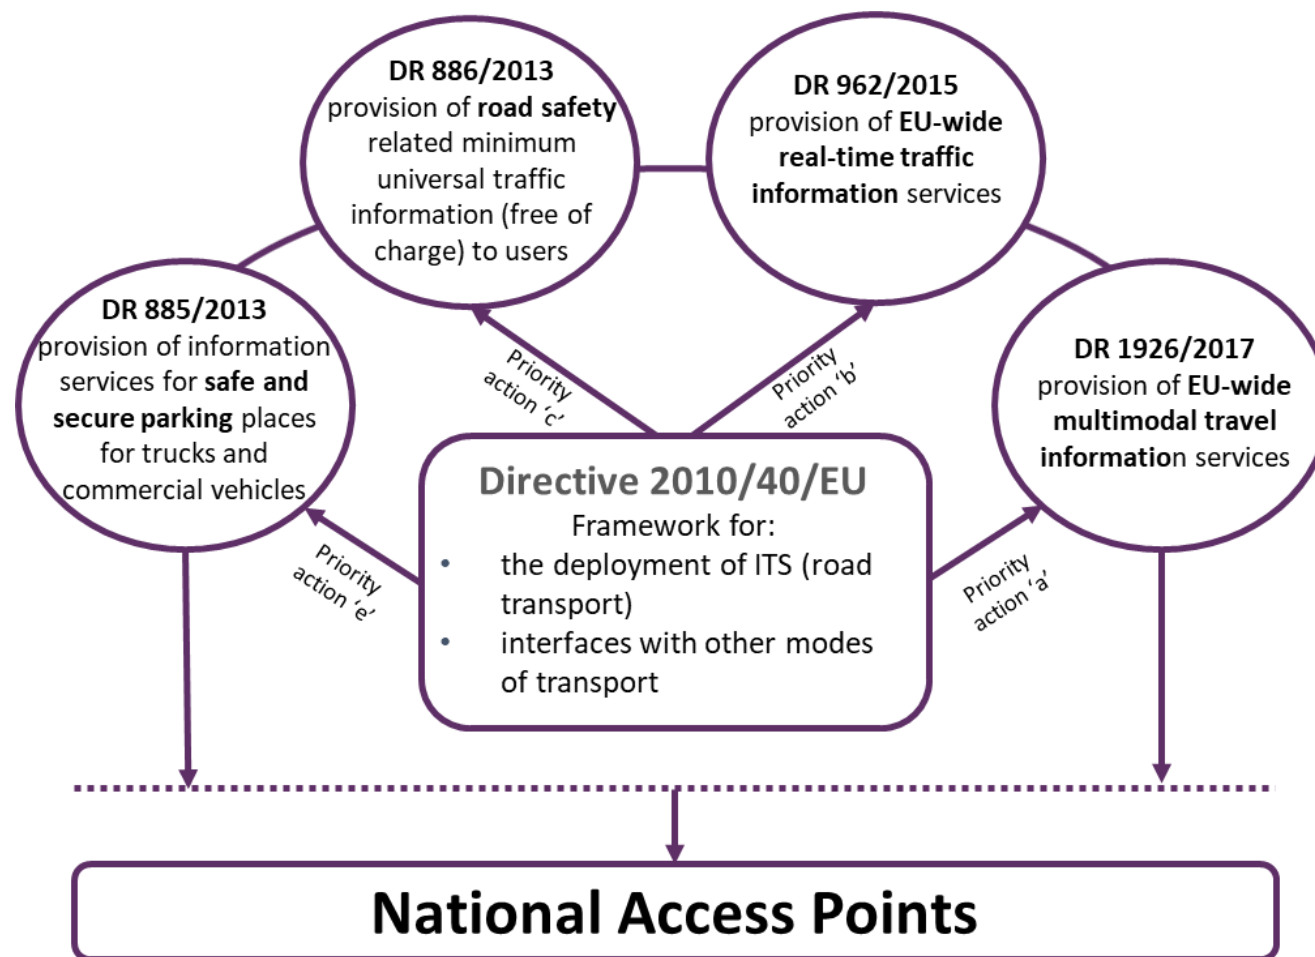 DR 886/2013
provision of road safety
related minimum
universal traffic
information (free of
charge) to users
DR 962/2015
provision of EU-wide
real-time traffic
information services
DR 885/2013
provision of information
services for safe and
secure parking places
for trucks and
commercial vehicles
DR 1926/2017
provision of EU-wide
multimodal travel
information services
Priority
action ‘c’
Priority
action ‘b’
Priority
action ‘e’
Priority
action ‘a’
Directive 2010/40/EU
Framework for:
• the deployment of ITS (road
transport)
• interfaces with other modes
of transport
National Access Points